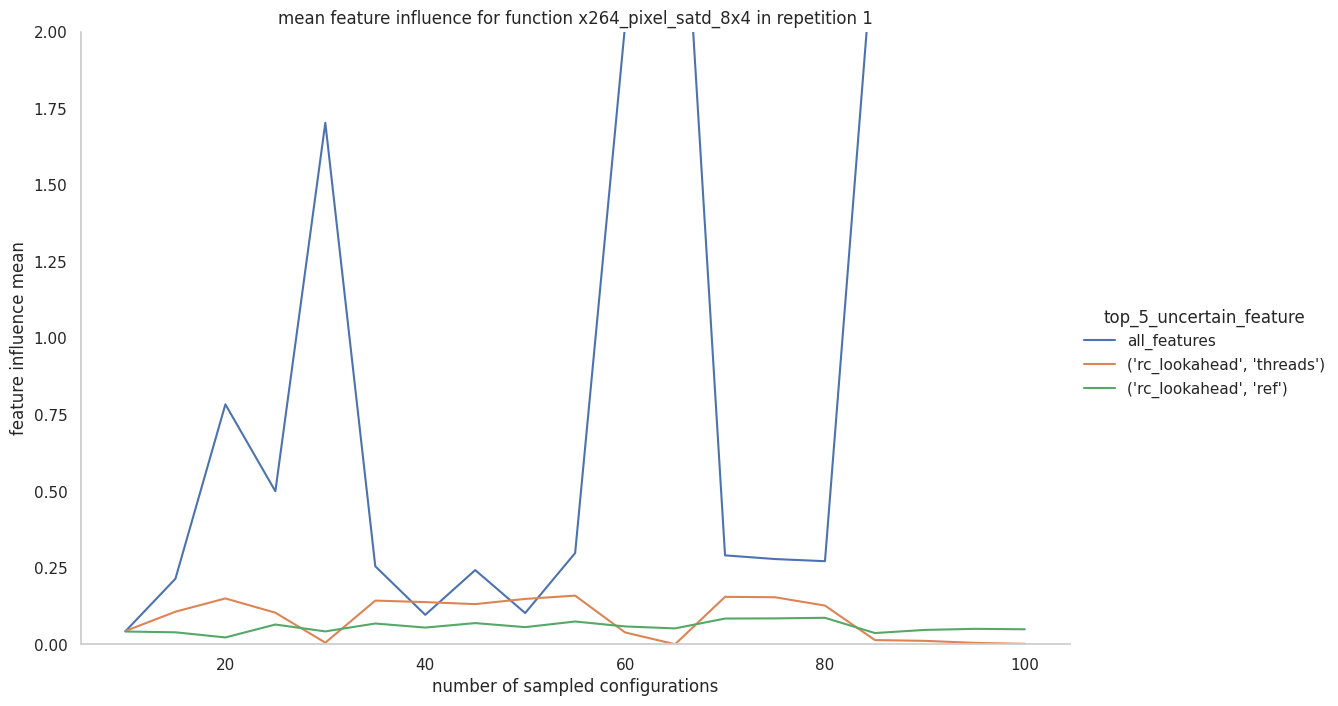 mean feature influence for function x264_pixel_satd_8x4 in repetition 1
2.00
1.75
1.50
1.25
1.00
0.75
0.50
0.25
0.00
feature influence mean
20
40
60
80
100
number of sampled configurations
top_5_uncertain_feature
all_features
('rc_lookahead', 'threads')
('rc_lookahead', 'ref')